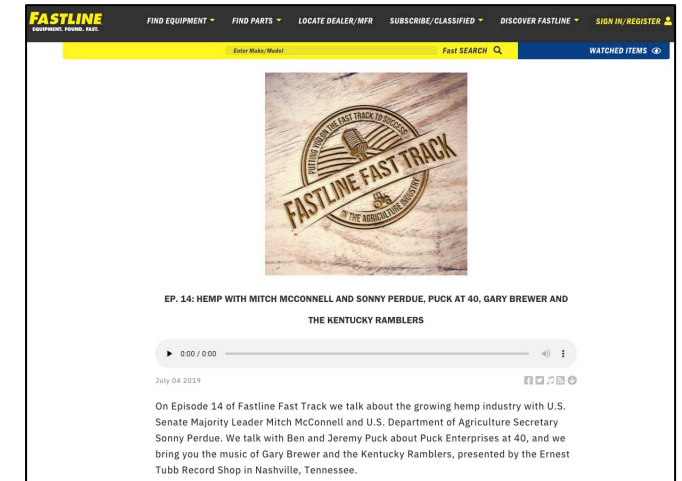 FASTLINE
EQUIPMENT. FOUND. FAST.
FIND EQUIPMENT FIND PARTS LOCATE DEALER/MFR SUBSCRIBE/CLASSIFIED DISCOVER FASTLINE SIGN IN/REGISTER
Enter Make/Model Fast SEARCH WATCHED ITEMS
PUTTING YOU ON THE FAST TRACK TO SUCCESS
FASTLINE FAST TRACK
IN THE AGRICULTURE INDUSTRY
EP. 14: HEMP WITH MITCH MCCONNELL AND SONNY PERDUE, PUCK AT 40, GARY BREWER AND
THE KENTUCKY RAMBLERS
0:00 / 0:00
July 04 2019
On Episode 14 of Fastline Fast Track we talk about the growing hemp industry with U.S.
Senate Majority Leader Mitch McConnell and U.S. Department of Agriculture Secretary
Sonny Perdue. We talk with Ben and Jeremy Puck about Puck Enterprises at 40, and we
bring you the music of Gary Brewer and the Kentucky Ramblers, presented by the Ernest
Tubb Record Shop in Nashville, Tennessee.